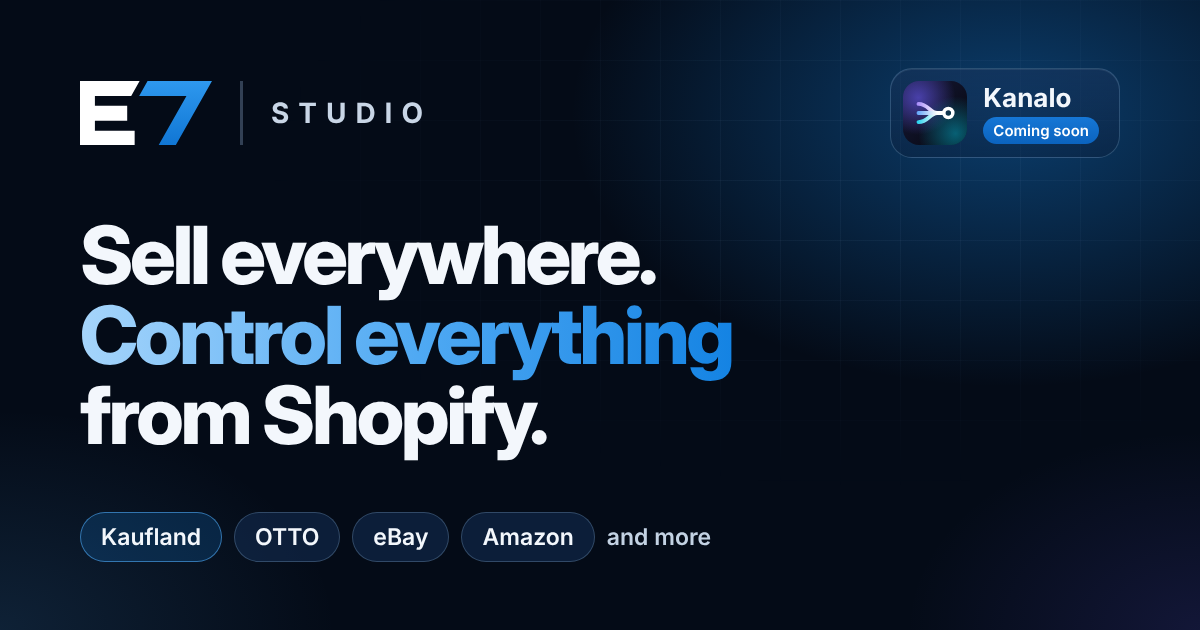 E7 STUDIO
Kanalo
Coming soon
Sell everywhere.
Control everything
from Shopify.
Kaufland OTTO eBay Amazon and more